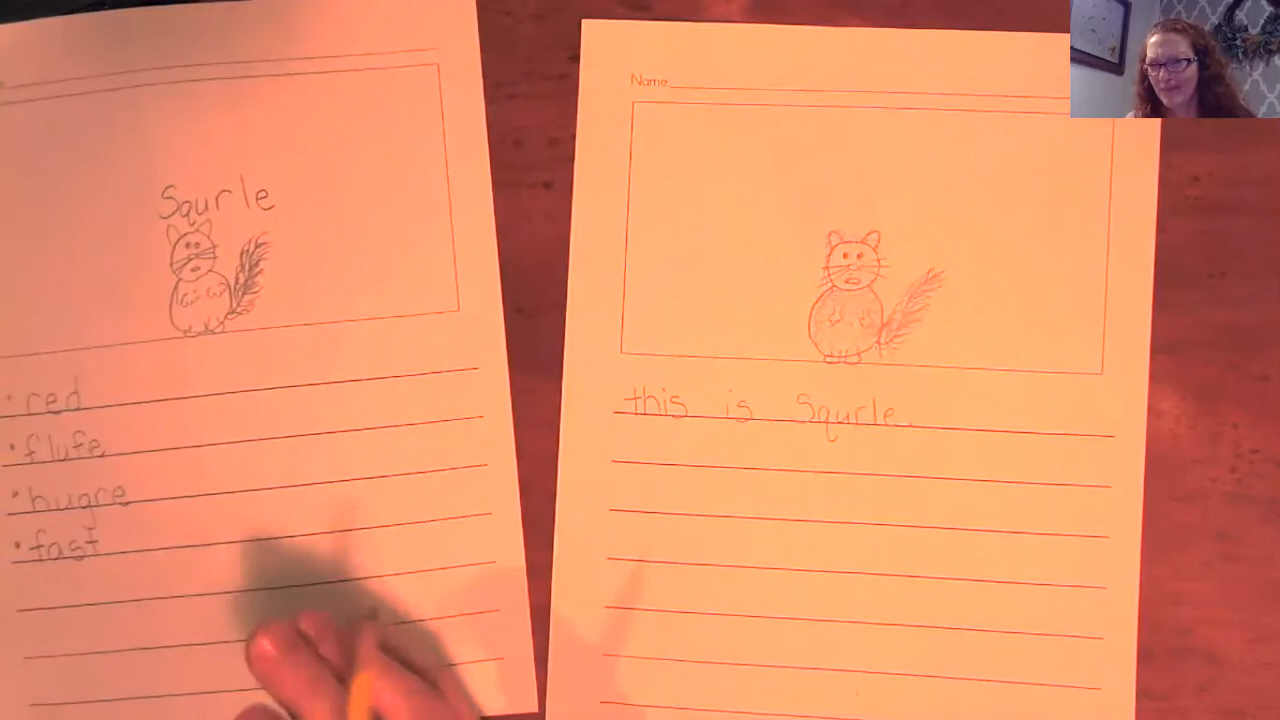 Squrle
• red
• flufe
• hugre
• fast
Name
this is Squrle.